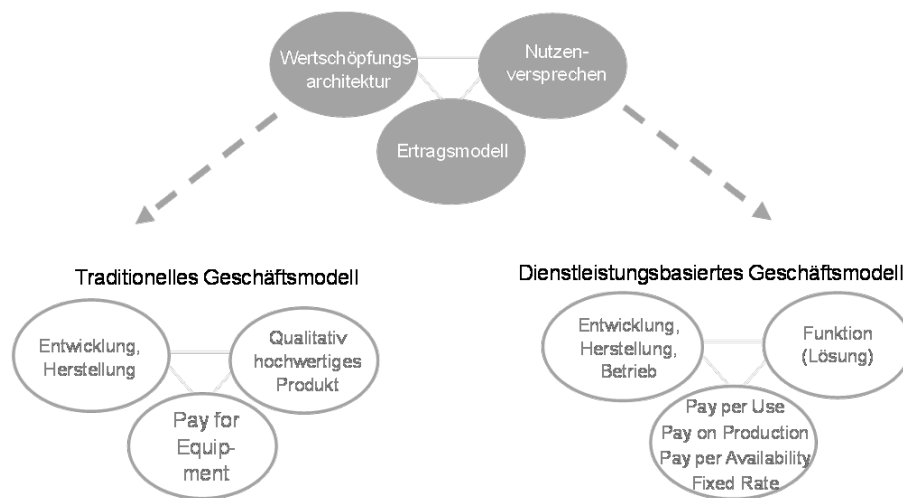 Wertschöpfungs-
architektur
Nutzen-
versprechen
Ertragsmodell
Traditionelles Geschäftsmodell
Entwicklung,
Herstellung
Qualitativ
hochwertiges
Produkt
Pay for
Equip-
ment
Dienstleistungsbasiertes Geschäftsmodell
Entwicklung,
Herstellung,
Betrieb
Funktion
(Lösung)
Pay per Use
Pay on Production
Pay per Availability
Fixed Rate